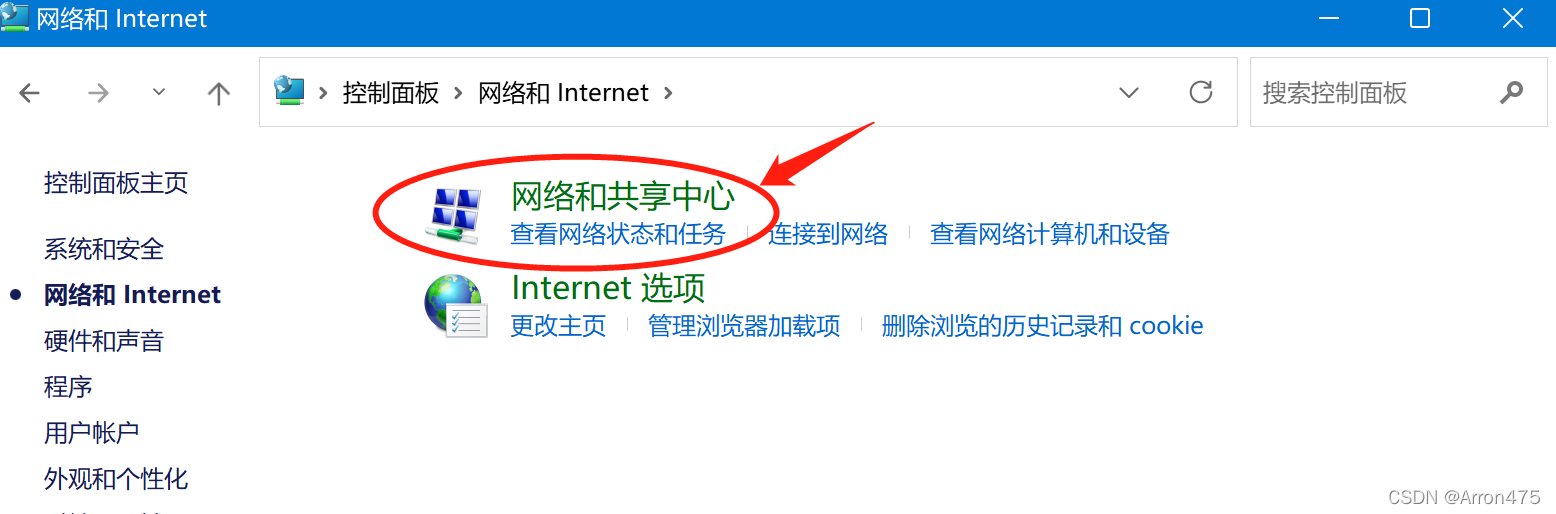 网络和 Internet
控制面板 网络和 Internet
搜索控制面板
控制面板主页
系统和安全
网络和 Internet
硬件和声音
程序
用户帐户
外观和个性化
网络和共享中心
查看网络状态和任务 连接到网络 查看网络计算机和设备
Internet 选项
更改主页 管理浏览器加载项 删除浏览的历史记录和 cookie
CSDN @Arron475